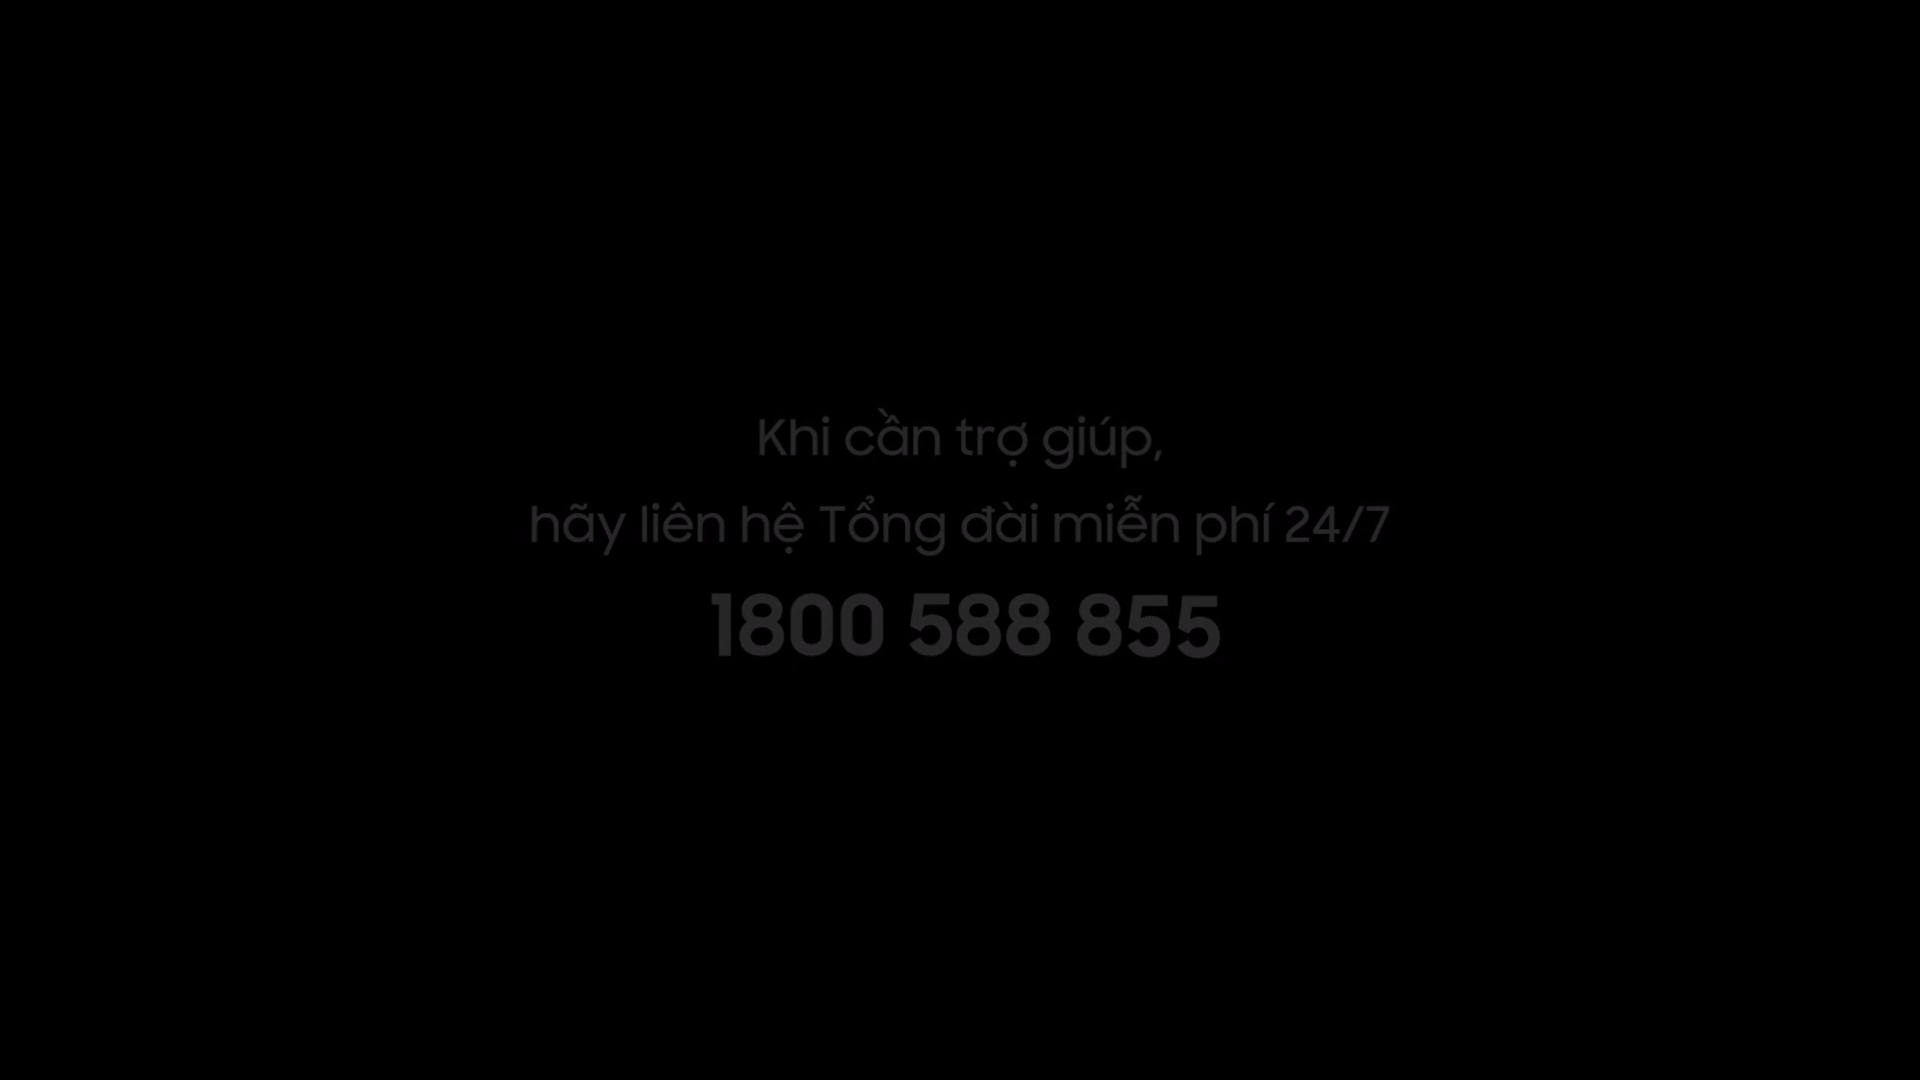 Khi cần trợ giúp,
hãy liên hệ Tổng đài miễn phí 24/7
1800 588 855